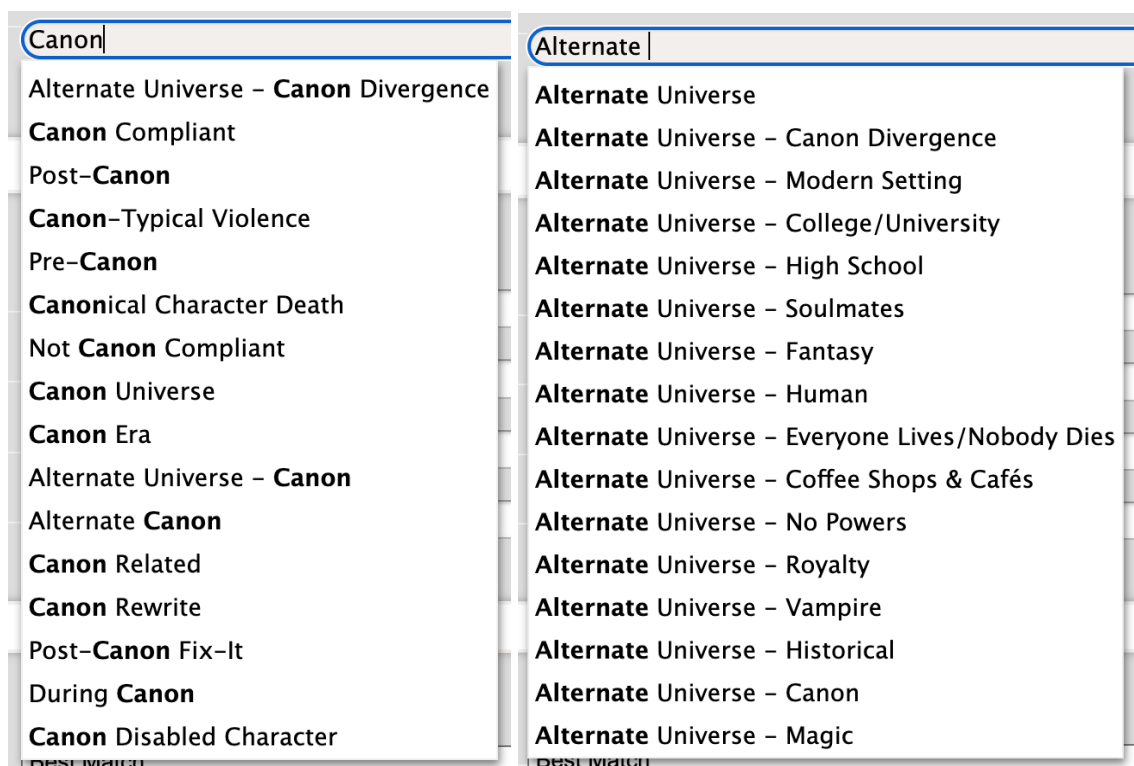 Canon
Alternate Universe – Canon Divergence
Canon Compliant
Post-Canon
Canon-Typical Violence
Pre-Canon
Canonical Character Death
Not Canon Compliant
Canon Universe
Canon Era
Alternate Universe – Canon
Alternate Canon
Canon Related
Canon Rewrite
Post-Canon Fix-It
During Canon
Canon Disabled Character
Best Match
Alternate
Alternate Universe
Alternate Universe – Canon Divergence
Alternate Universe – Modern Setting
Alternate Universe – College/University
Alternate Universe – High School
Alternate Universe – Soulmates
Alternate Universe – Fantasy
Alternate Universe – Human
Alternate Universe – Everyone Lives/Nobody Dies
Alternate Universe – Coffee Shops & Cafés
Alternate Universe – No Powers
Alternate Universe – Royalty
Alternate Universe – Vampire
Alternate Universe – Historical
Alternate Universe – Canon
Alternate Universe – Magic
Best Match